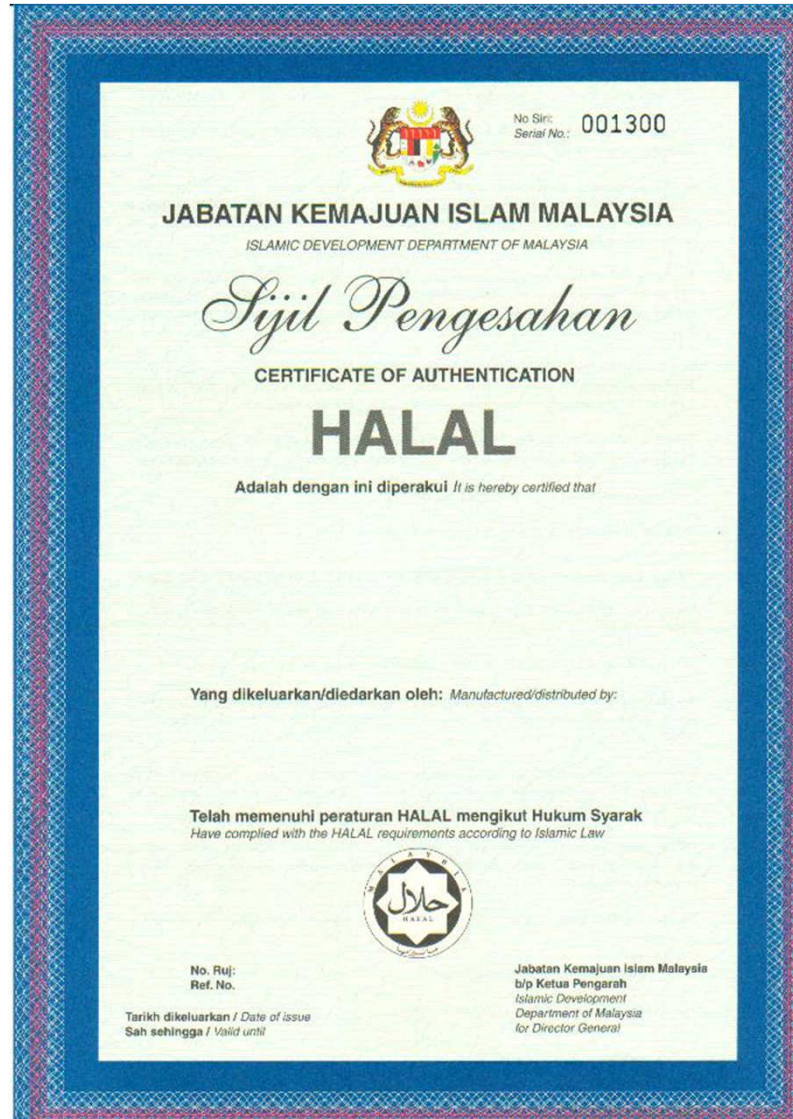 No Siri:
Serial No.: 001300
JABATAN KEMAJUAN ISLAM MALAYSIA
ISLAMIC DEVELOPMENT DEPARTMENT OF MALAYSIA
Sijil Pengesahan
CERTIFICATE OF AUTHENTICATION
HALAL
Adalah dengan ini diperakui It is hereby certified that
Yang dikeluarkan/diedarkan oleh: Manufactured/distributed by:
Telah memenuhi peraturan HALAL mengikut Hukum Syarak
Have complied with the HALAL requirements according to Islamic Law
MALAYSIA
حلال
HALAL
No. Ruj:
Ref. No.
Tarikh dikeluarkan / Date of issue
Sah sehingga / Valid until
Jabatan Kemajuan Islam Malaysia
b/p Ketua Pengarah
Islamic Development
Department of Malaysia
for Director General